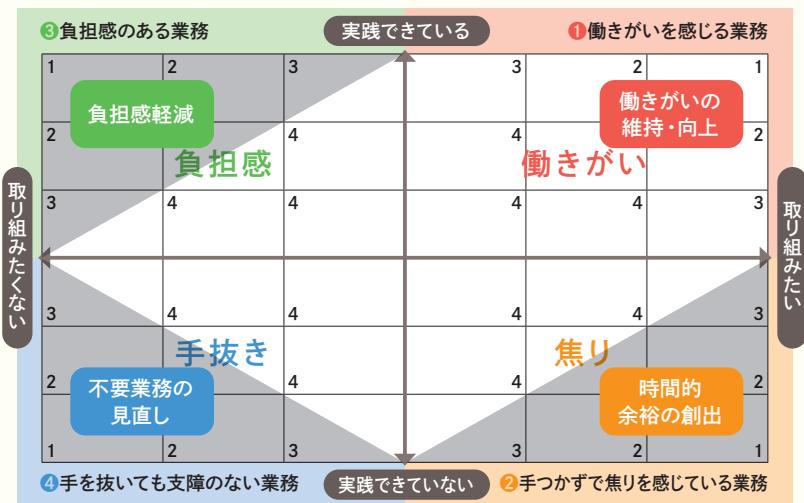 ❸負担感のある業務
実践できている
❶働きがいを感じる業務
1 2 3 3 2 1
負担感軽減
働きがいの
維持・向上
2 4 4 2
負担感
働きがい
取り組みたくない
取り組みたい
3 4 4 4 4 3
3 4 4 4 4 3
手抜き
焦り
2 4 4 2
不要業務の
見直し
時間的
余裕の創出
1 2 3 3 2 1
❹手を抜いても支障のない業務
実践できていない
❷手つかずで焦りを感じている業務